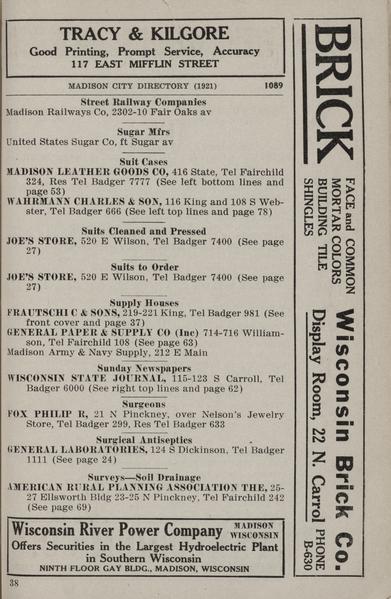 TRACY & KILGORE
Good Printing, Prompt Service, Accuracy
117 EAST MIFFLIN STREET
MADISON CITY DIRECTORY (1921) 1089
Street Railway Companies
Madison Railways Co, 2302-10 Fair Oaks av
Sugar Mfrs
United States Sugar Co, ft Sugar av
Suit Cases
MADISON LEATHER GOODS CO, 416 State, Tel Fairchild
324, Res Tel Badger 7777 (See left bottom lines and
page 53)
WAHRMANN CHARLES & SON, 116 King and 108 S Web-
ster, Tel Badger 666 (See left top lines and page 78)
Suits Cleaned and Pressed
JOE'S STORE, 520 E Wilson, Tel Badger 7400 (See page
27)
Suits to Order
JOE'S STORE, 520 E Wilson, Tel Badger 7400 (See page
27)
Supply Houses
FRAUTSCHI C & SONS, 219-221 King, Tel Badger 981 (See
front cover and page 37)
GENERAL PAPER & SUPPLY CO (Inc) 714-716 William-
son, Tel Fairchild 108 (See page 63)
Madison Army & Navy Supply, 212 E Main
Sunday Newspapers
WISCONSIN STATE JOURNAL, 115-123 S Carroll, Tel
Badger 6000 (See right top lines and page 62)
Surgeons
FOX PHILIP R, 21 N Pinckney, over Nelson's Jewelry
Store, Tel Badger 299, Res Tel Badger 633
Surgical Antiseptics
GENERAL LABORATORIES, 124 S Dickinson, Tel Badger
1111 (See page 24)
Surveys—Soil Drainage
AMERICAN RURAL PLANNING ASSOCIATION THE, 25-
27 Ellsworth Bldg 23-25 N Pinckney, Tel Fairchild 242
(See page 69)
Wisconsin River Power Company MADISON
WISCONSIN
Offers Securities in the Largest Hydroelectric Plant
in Southern Wisconsin
NINTH FLOOR GAY BLDG., MADISON, WISCONSIN
38
BRICK
FACE and COMMON
MORTAR COLORS
BUILDING TILE
SHINGLES
Wisconsin Brick Co.
Display Room, 22 N. Carrol
PHONE
B-630